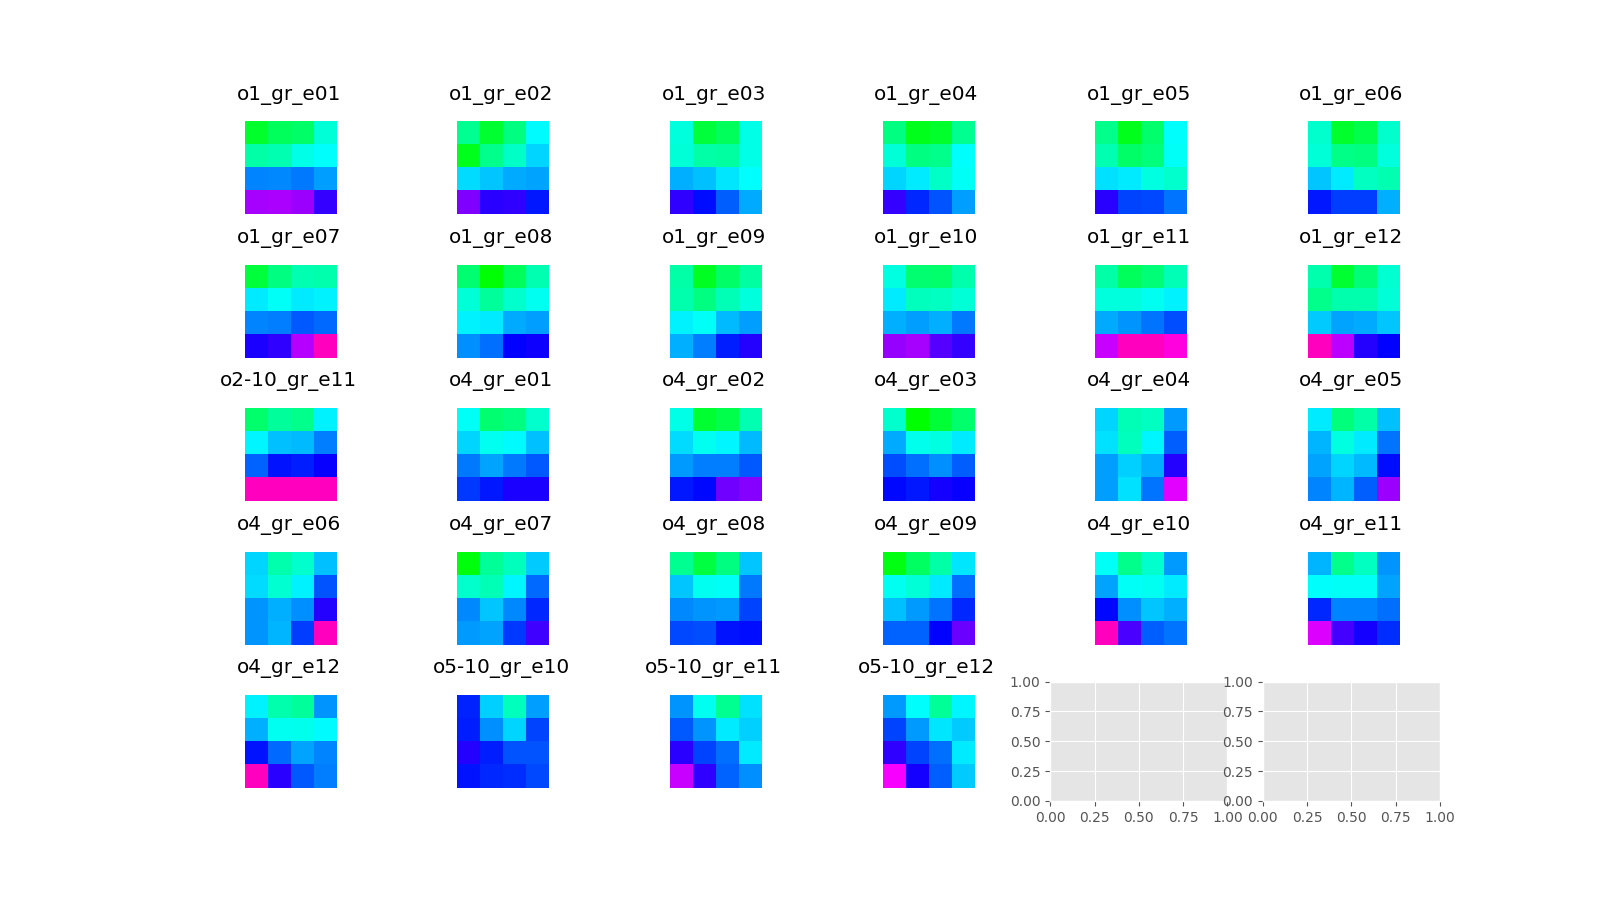 o1_gr_e01 o1_gr_e02 o1_gr_e03 o1_gr_e04 o1_gr_e05 o1_gr_e06
o1_gr_e07 o1_gr_e08 o1_gr_e09 o1_gr_e10 o1_gr_e11 o1_gr_e12
o2-10_gr_e11 o4_gr_e01 o4_gr_e02 o4_gr_e03 o4_gr_e04 o4_gr_e05
o4_gr_e06 o4_gr_e07 o4_gr_e08 o4_gr_e09 o4_gr_e10 o4_gr_e11
o4_gr_e12 o5-10_gr_e10 o5-10_gr_e11 o5-10_gr_e12
1.00 1.00
0.75 0.75
0.50 0.50
0.25 0.25
0.00 0.00
0.00 0.25 0.50 0.75 1.00 0.00 0.25 0.50 0.75 1.00